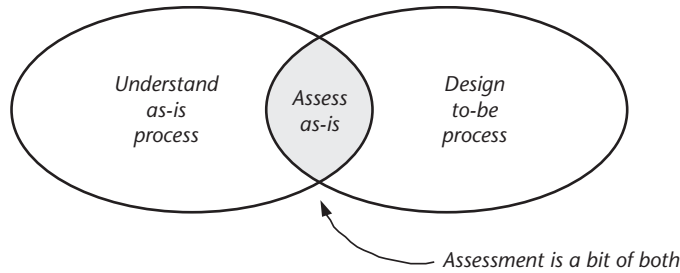 Understand
as-is
process
Assess
as-is
Design
to-be
process
Assessment is a bit of both